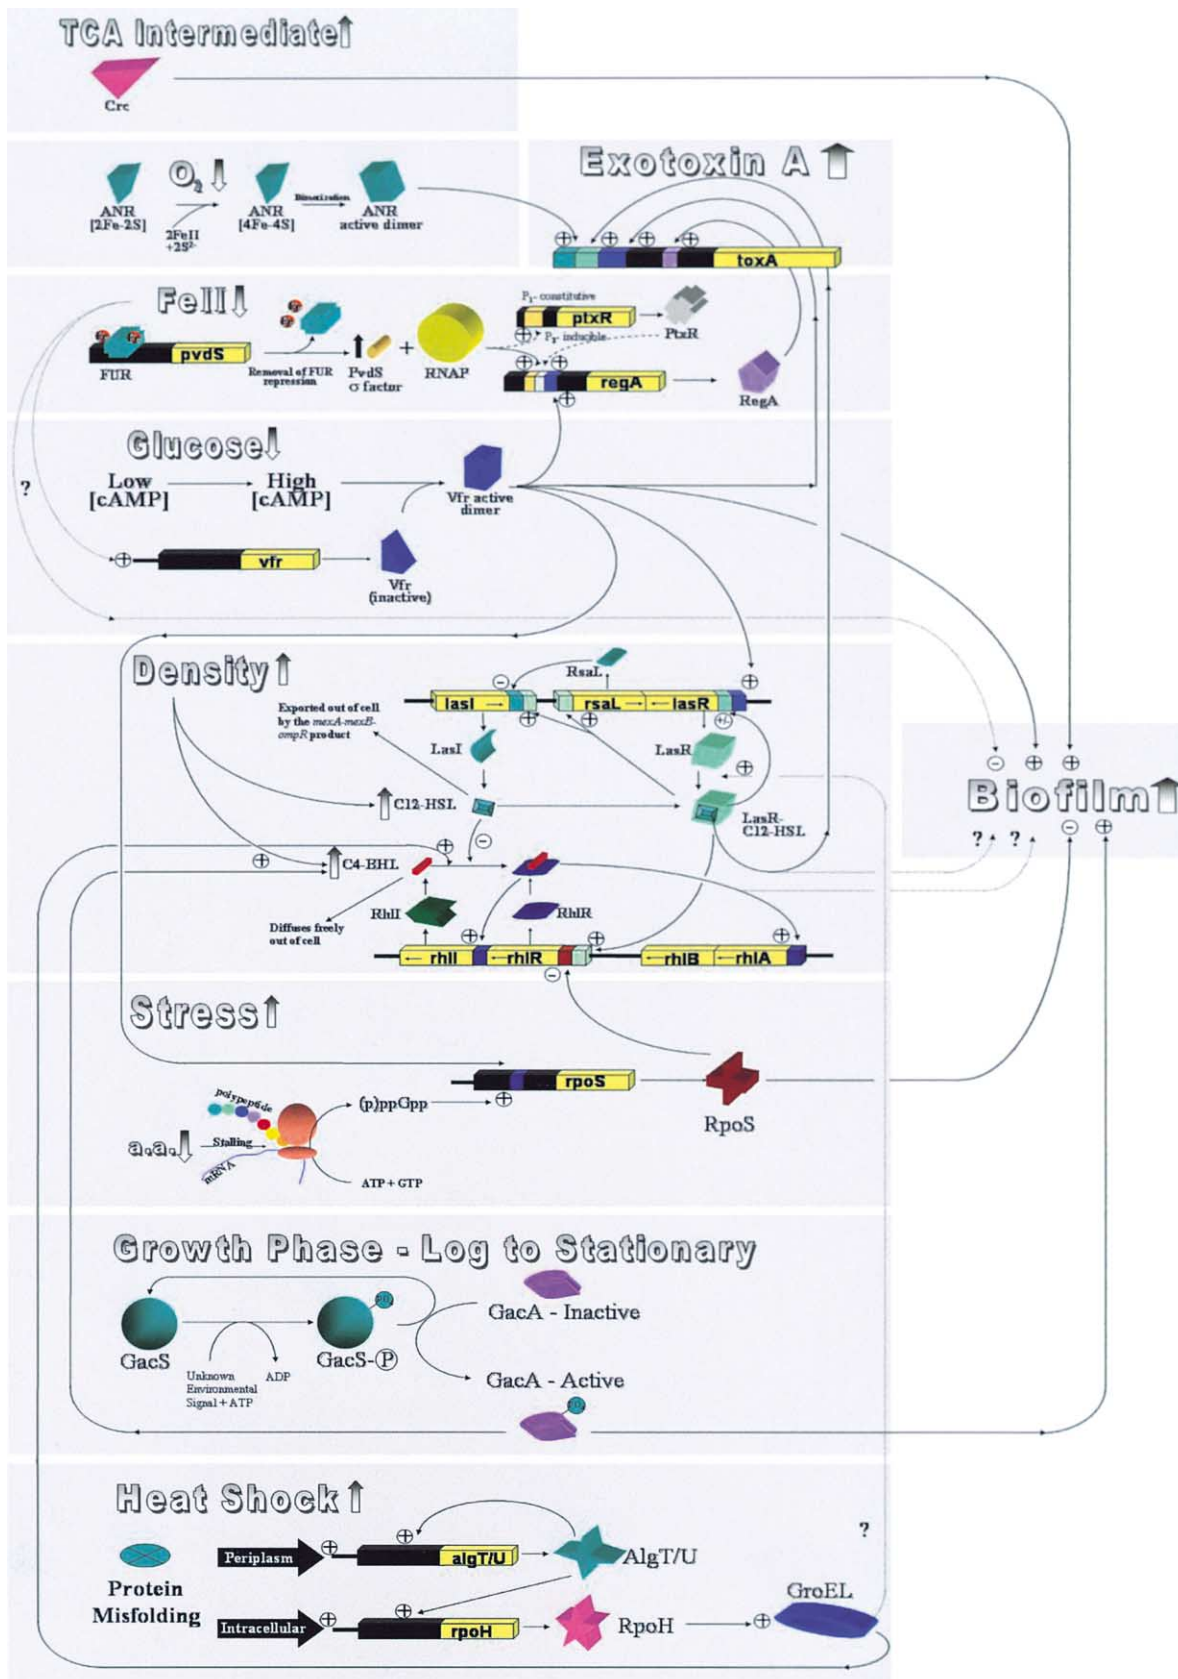 TCA Intermediate
Crc
O2
ANR
[2Fe-2S]
2FeII
+2S2-
ANR
[4Fe-4S]
Dimerization
ANR
active dimer
Exotoxin A
+ + + +
toxA
FeII
FUR
pvdS
Removal of FUR
repression
PvdS
σ factor
+
RNAP
P1- constitutive
ptxR
PtxR
P2- inducible
+
+ +
regA
+
RegA
Glucose
Low
[cAMP]
High
[cAMP]
Vfr active
dimer
?
+
vfr
Vfr
(inactive)
Density
RsaL
-
+
lasI
rsaL
lasR
Exported out of cell
by the mexA-mexB-
ompR product
+
+
+/-
LasI
LasR
+
C12-HSL
LasR-
C12-HSL
-
+
+
C4-BHL
RhlI
RhlR
Diffuses freely
out of cell
+
+
+
rhlI
rhlR
rhlB
rhlA
-
- + +
Biofilm
? ? - +
Stress
rpoS
+
RpoS
polypeptide
(p)ppGpp
a.a.
Stalling
mRNA
ATP + GTP
Growth Phase - Log to Stationary
GacS
GacS-P
GacA - Inactive
Unknown
Environmental
Signal + ATP
ADP
GacA - Active
Heat Shock
?
Protein
Misfolding
Periplasm
+
+
algT/U
AlgT/U
Intracellular
+
+
rpoH
RpoH
+
GroEL